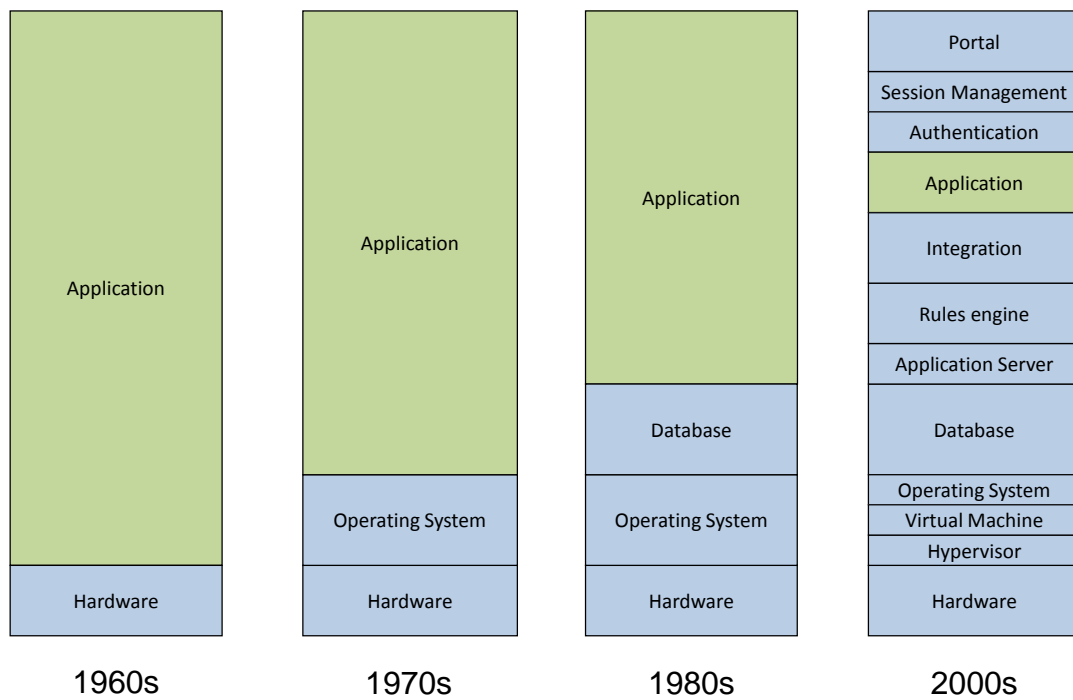 Application
Hardware
1960s
Application
Operating System
Hardware
1970s
Application
Database
Operating System
Hardware
1980s
Portal
Session Management
Authentication
Application
Integration
Rules engine
Application Server
Database
Operating System
Virtual Machine
Hypervisor
Hardware
2000s